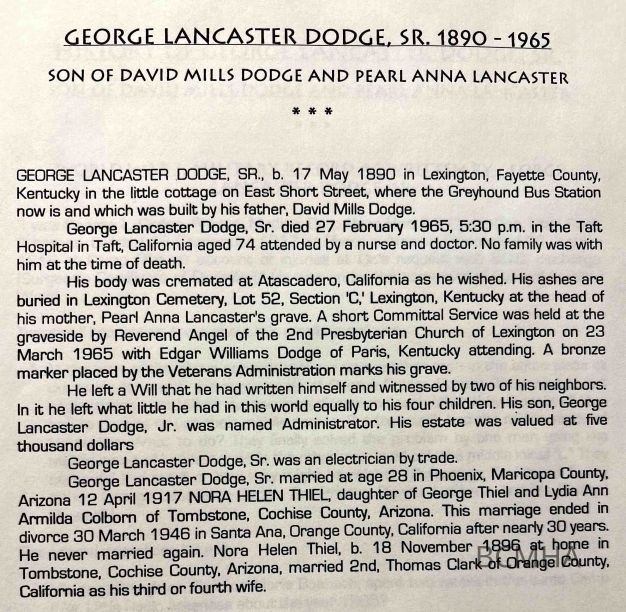 GEORGE LANCASTER DODGE, SR. 1890 - 1965
SON OF DAVID MILLS DODGE AND PEARL ANNA LANCASTER
* * *
GEORGE LANCASTER DODGE, SR., b. 17 May 1890 in Lexington, Fayette County,
Kentucky in the little cottage on East Short Street, where the Greyhound Bus Station
now is and which was built by his father, David Mills Dodge.
George Lancaster Dodge, Sr. died 27 February 1965, 5:30 p.m. in the Taft
Hospital in Taft, California aged 74 attended by a nurse and doctor. No family was with
him at the time of death.
His body was cremated at Atascadero, California as he wished. His ashes are
buried in Lexington Cemetery, Lot 52, Section 'C,' Lexington, Kentucky at the head of
his mother, Pearl Anna Lancaster's grave. A short Committal Service was held at the
graveside by Reverend Angel of the 2nd Presbyterian Church of Lexington on 23
March 1965 with Edgar Williams Dodge of Paris, Kentucky attending. A bronze
marker placed by the Veterans Administration marks his grave.
He left a Will that he had written himself and witnessed by two of his neighbors.
In it he left what little he had in this world equally to his four children. His son, George
Lancaster Dodge, Jr. was named Administrator. His estate was valued at five
thousand dollars
George Lancaster Dodge, Sr. was an electrician by trade.
George Lancaster Dodge, Sr. married at age 28 in Phoenix, Maricopa County,
Arizona 12 April 1917 NORA HELEN THIEL, daughter of George Thiel and Lydia Ann
Armilda Colborn of Tombstone, Cochise County, Arizona. This marriage ended in
divorce 30 March 1946 in Santa Ana, Orange County, California after nearly 30 years.
He never married again. Nora Helen Thiel, b. 18 November 1896 at home in
Tombstone, Cochise County, Arizona, married 2nd, Thomas Clark of Orange County,
California as his third or fourth wife.